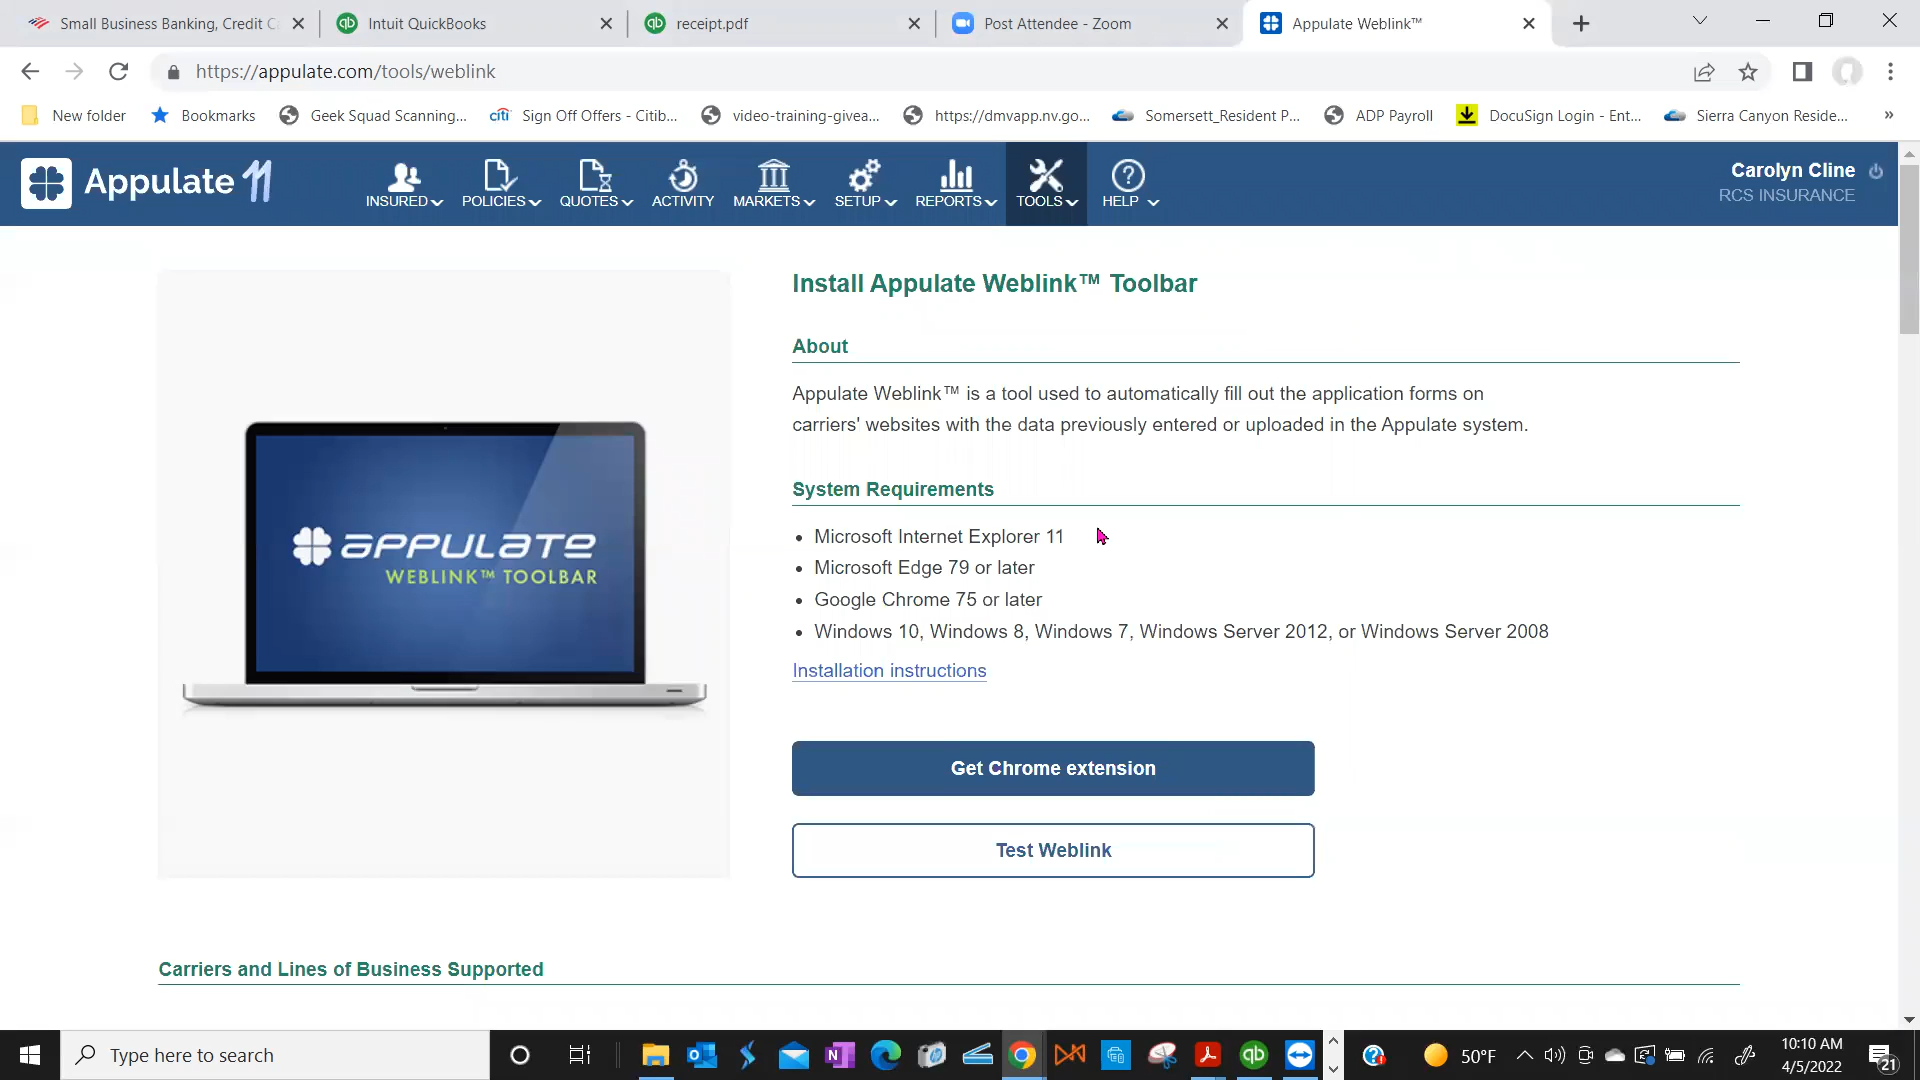 Small Business Banking, Credit C
Intuit QuickBooks
receipt.pdf
Post Attendee - Zoom
Appulate Weblink™
https://appulate.com/tools/weblink
New folder
Bookmarks
Geek Squad Scanning...
citi Sign Off Offers - Citib...
video-training-givea...
https://dmvapp.nv.go...
Somersett_Resident P...
ADP Payroll
DocuSign Login - Ent...
Sierra Canyon Reside...
»
Appulate 11
INSURED
POLICIES
QUOTES
ACTIVITY
MARKETS
SETUP
REPORTS
TOOLS
HELP
Carolyn Cline
RCS INSURANCE
Install Appulate Weblink™ Toolbar
About
Appulate Weblink™ is a tool used to automatically fill out the application forms on
carriers' websites with the data previously entered or uploaded in the Appulate system.
APPULATE
WEBLINK™ TOOLBAR
System Requirements
• Microsoft Internet Explorer 11
• Microsoft Edge 79 or later
• Google Chrome 75 or later
• Windows 10, Windows 8, Windows 7, Windows Server 2012, or Windows Server 2008
Installation instructions
Get Chrome extension
Test Weblink
Carriers and Lines of Business Supported
Type here to search
50°F
10:10 AM
4/5/2022
21